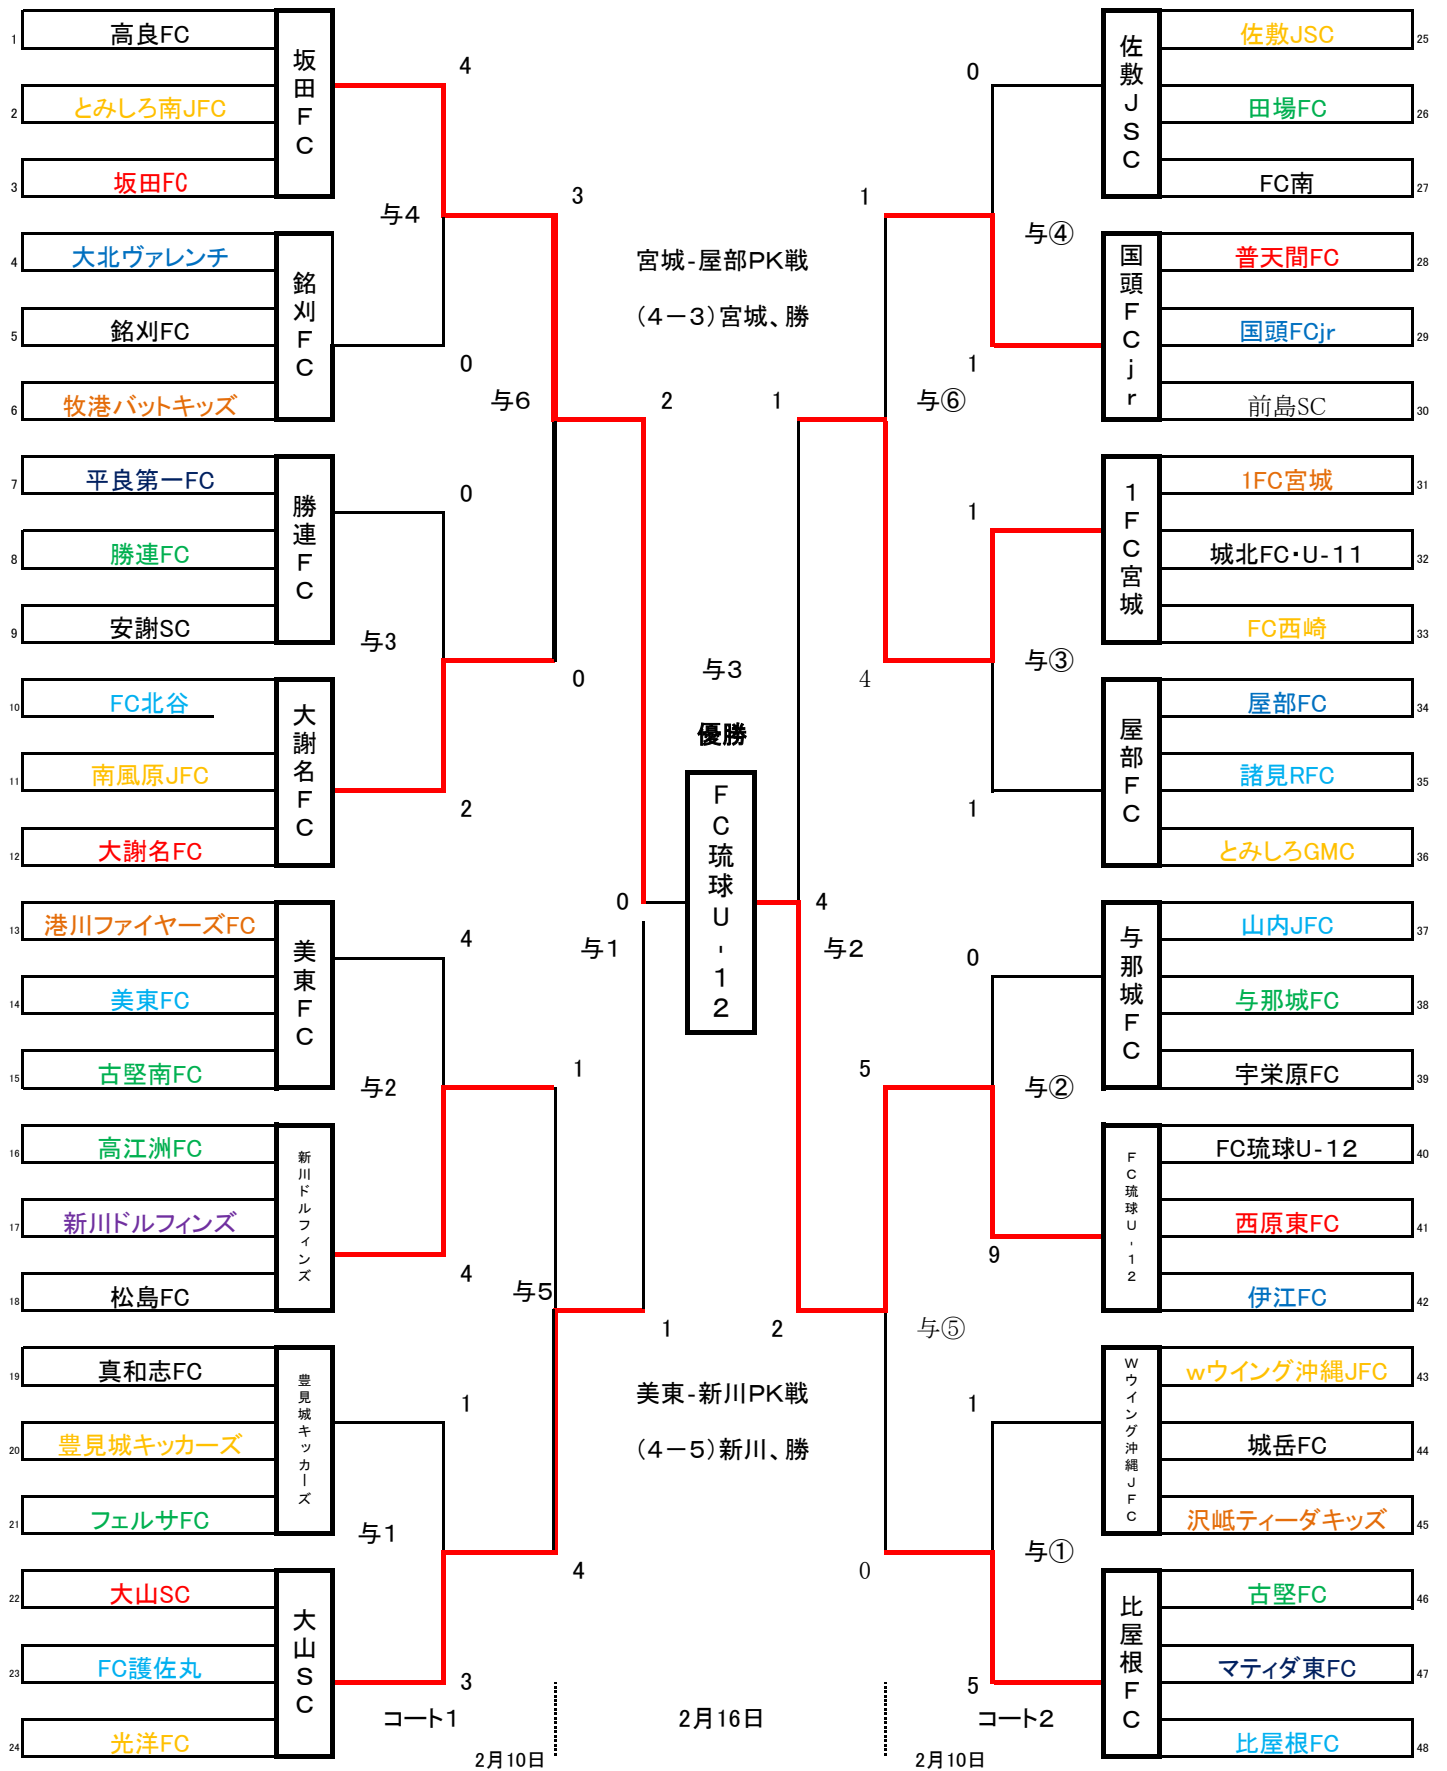 1 高良FC
2 とみしろ南JFC
3 坂田FC
坂田FC
4 大北ヴァレンチ
5 銘刈FC
6 牧港バットキッズ
銘刈FC
7 平良第一FC
8 勝連FC
9 安謝SC
勝連FC
10 FC北谷
11 南風原JFC
12 大謝名FC
大謝名FC
13 港川ファイヤーズFC
14 美東FC
15 古堅南FC
美東FC
16 高江洲FC
17 新川ドルフィンズ
18 松島FC
新川ドルフィンズ
19 真和志FC
20 豊見城キッカーズ
21 フェルサFC
豊見城キッカーズ
22 大山SC
23 FC護佐丸
24 光洋FC
大山SC
4
与4
0
0
与3
2
4
与2
4
1
与1
3
コート1
2月10日
3
与6
0
1
与5
4
2
与1
1
0
宮城-屋部PK戦
(4-3)宮城、勝
与3
優勝
FC琉球U-12
美東-新川PK戦
(4-5)新川、勝
2月16日
4
1
与2
2
1
与⑥
4
5
与⑤
0
0
与④
1
1
与③
1
0
与②
9
1
与①
5
コート2
2月10日
佐敷JSC
佐敷JSC 25
田場FC 26
FC南 27
国頭FCjr
普天間FC 28
国頭FCjr 29
前島SC 30
1FC宮城
1FC宮城 31
城北FC・U-11 32
FC西崎 33
屋部FC
屋部FC 34
諸見RFC 35
とみしろGMC 36
与那城FC
山内JFC 37
与那城FC 38
宇栄原FC 39
FC琉球U-12
FC琉球U-12 40
西原東FC 41
伊江FC 42
Wウイング沖縄JFC
wウイング沖縄JFC 43
城岳FC 44
沢岻ティーダキッズ 45
比屋根FC
古堅FC 46
マティダ東FC 47
比屋根FC 48